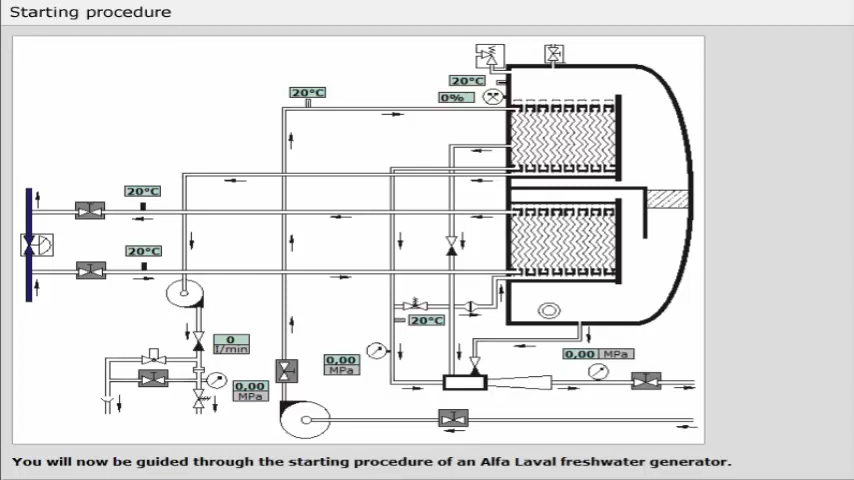 Starting procedure
20°C
20°C
0%
20°C
20°C
20°C
0
l/min
0,00
MPa
0,00
MPa
0,00 MPa
You will now be guided through the starting procedure of an Alfa Laval freshwater generator.